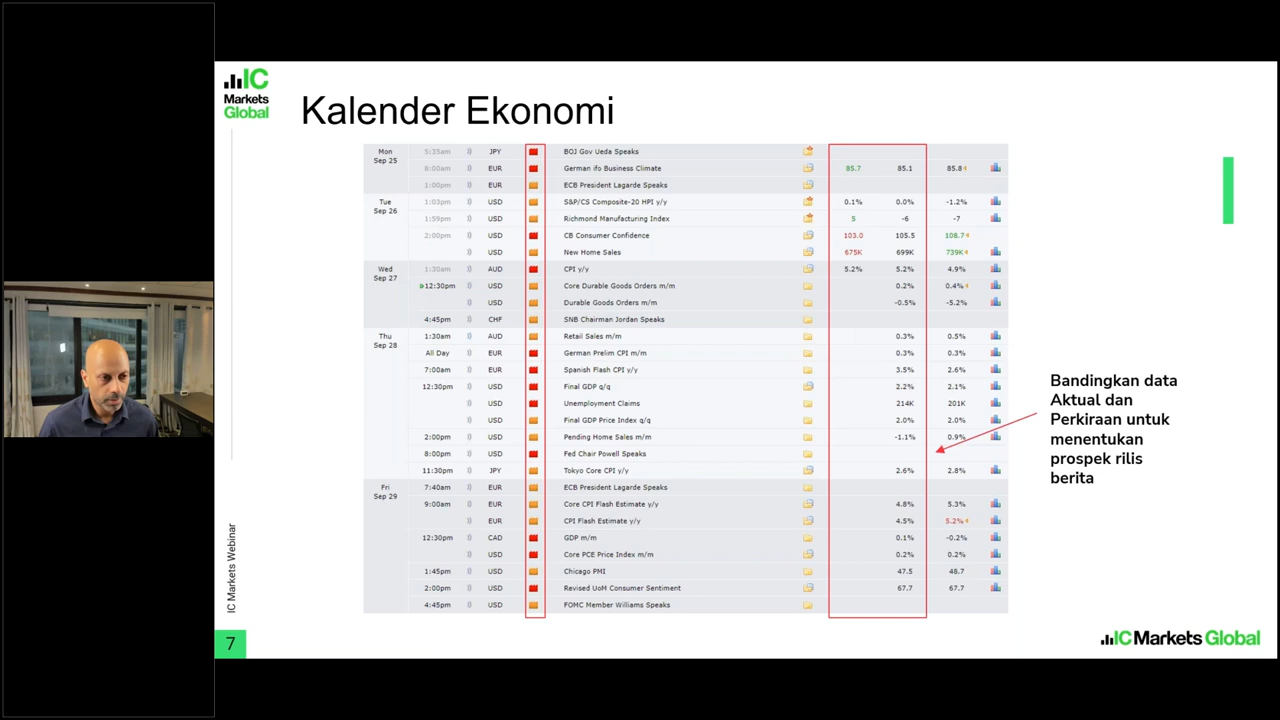 IC
Markets
Global
Kalender Ekonomi
Mon 5:35am JPY BOJ Gov Ueda Speaks
Sep 25 8:00am EUR German ifo Business Climate 85.7 85.1 85.8
1:00pm EUR ECB President Lagarde Speaks
Tue 1:03pm USD S&P/CS Composite-20 HPI y/y 0.1% 0.0% -1.2%
Sep 26 1:59pm USD Richmond Manufacturing Index 5 -6 -7
2:00pm USD CB Consumer Confidence 103.0 105.5 108.7
USD New Home Sales 675K 699K 739K
Wed 1:30am AUD CPI y/y 5.2% 5.2% 4.9%
Sep 27 12:30pm USD Core Durable Goods Orders m/m 0.2% 0.4%
USD Durable Goods Orders m/m -0.5% -5.2%
4:45pm CHF SNB Chairman Jordan Speaks
Thu 1:30am AUD Retail Sales m/m 0.3% 0.5%
Sep 28 All Day EUR German Prelim CPI m/m 0.3% 0.3%
7:00am EUR Spanish Flash CPI y/y 3.5% 2.6%
12:30pm USD Final GDP q/q 2.2% 2.1%
USD Unemployment Claims 214K 201K
USD Final GDP Price Index q/q 2.0% 2.0%
2:00pm USD Pending Home Sales m/m -1.1% 0.9%
8:00pm USD Fed Chair Powell Speaks
11:30pm JPY Tokyo Core CPI y/y 2.6% 2.8%
Fri 7:40am EUR ECB President Lagarde Speaks
Sep 29 9:00am EUR Core CPI Flash Estimate y/y 4.8% 5.3%
EUR CPI Flash Estimate y/y 4.5% 5.2%
12:30pm CAD GDP m/m 0.1% -0.2%
USD Core PCE Price Index m/m 0.2% 0.2%
1:45pm USD Chicago PMI 47.5 48.7
2:00pm USD Revised UoM Consumer Sentiment 67.7 67.7
4:45pm USD FOMC Member Williams Speaks
Bandingkan data
Aktual dan
Perkiraan untuk
menentukan
prospek rilis
berita
IC Markets Webinar
7
IC Markets Global